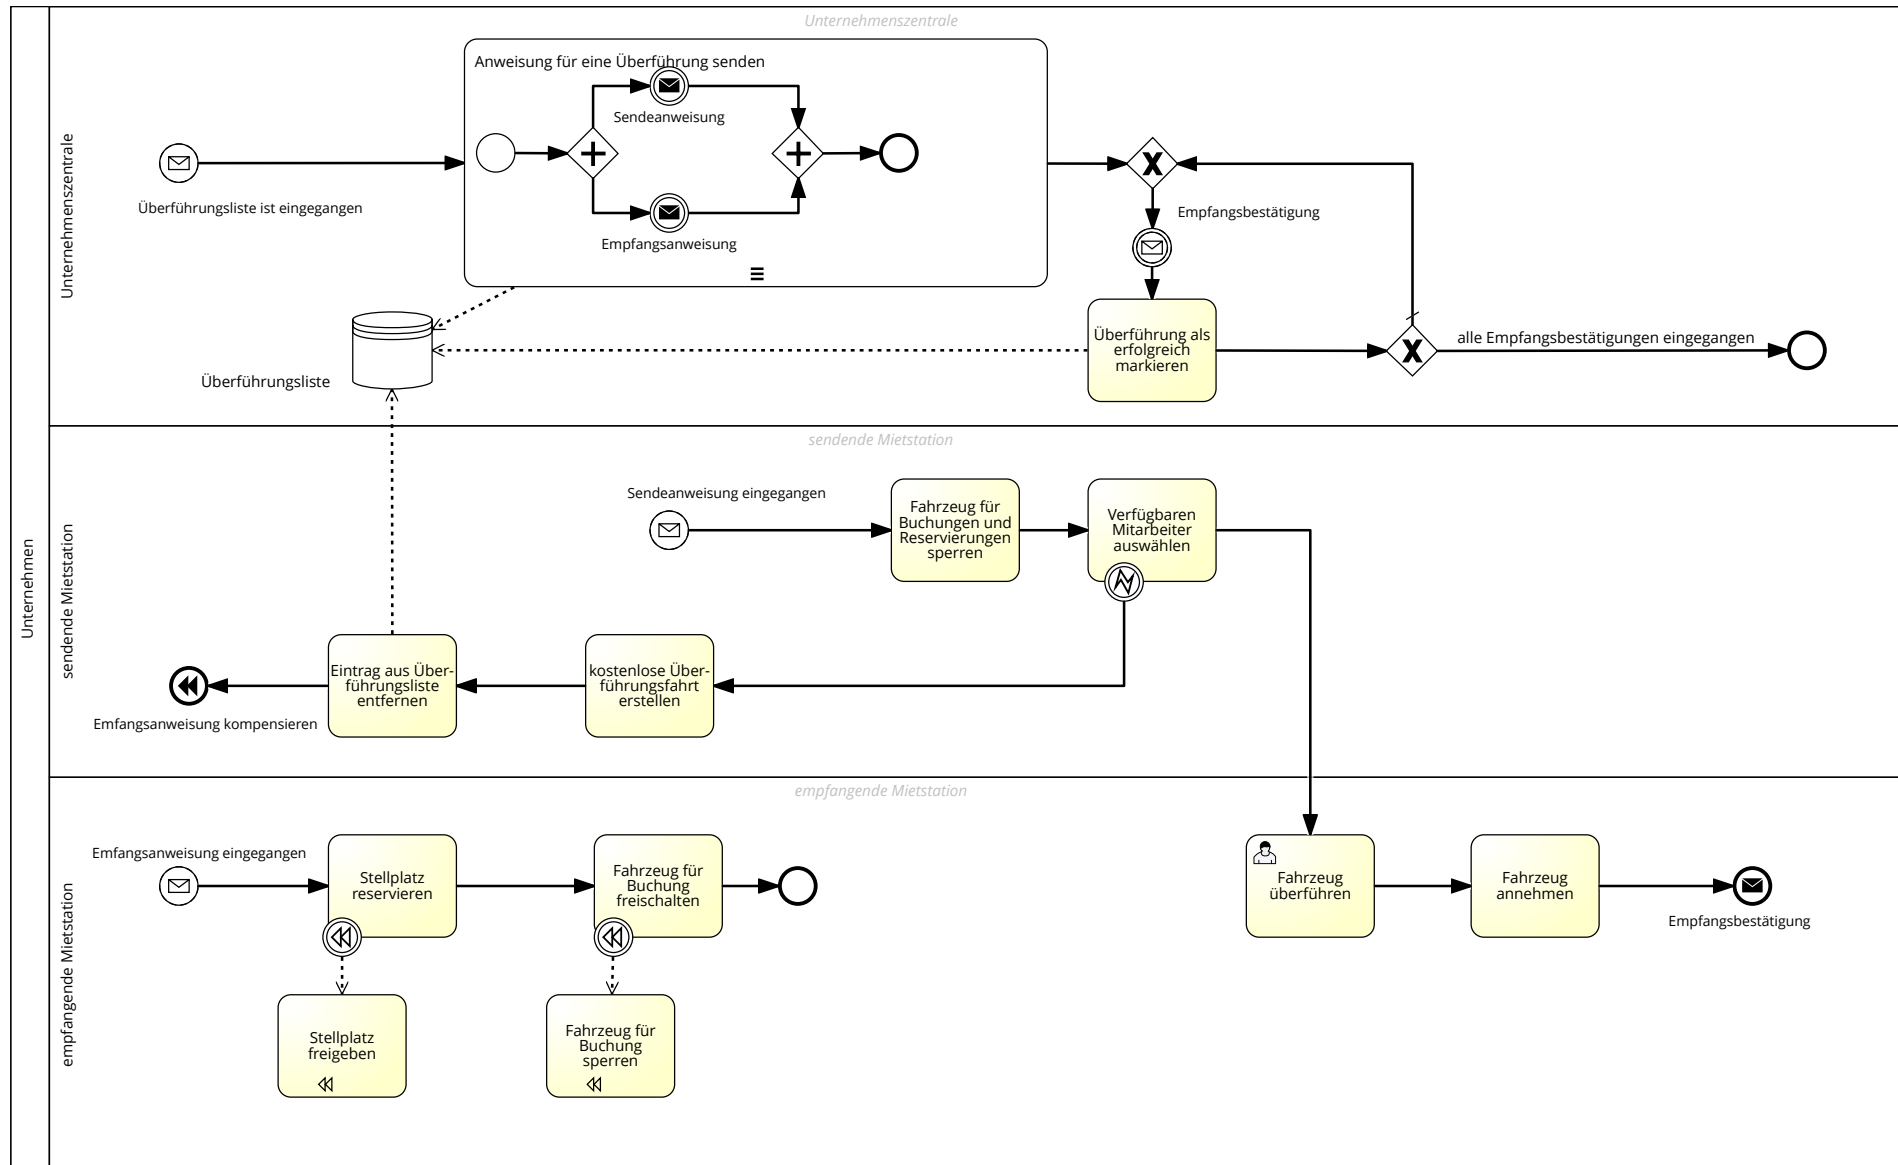 Unternehmenszentrale
Unternehmen
Unternehmenszentrale
Anweisung für eine Überführung senden
Sendeanweisung
Empfangsanweisung
Überführungsliste ist eingegangen
Empfangsbestätigung
Überführung als
erfolgreich
markieren
alle Empfangsbestätigungen eingegangen
Überführungsliste
sendende Mietstation
sendende Mietstation
Sendeanweisung eingegangen
Fahrzeug für
Buchungen und
Reservierungen
sperren
Verfügbaren
Mitarbeiter
auswählen
kostenlose Über-
führungsfahrt
erstellen
Eintrag aus Über-
führungsliste
entfernen
Emfangsanweisung kompensieren
empfangende Mietstation
empfangende Mietstation
Emfangsanweisung eingegangen
Stellplatz
reservieren
Fahrzeug für
Buchung
freischalten
Fahrzeug
überführen
Fahrzeug
annehmen
Empfangsbestätigung
Stellplatz
freigeben
Fahrzeug für
Buchung
sperren